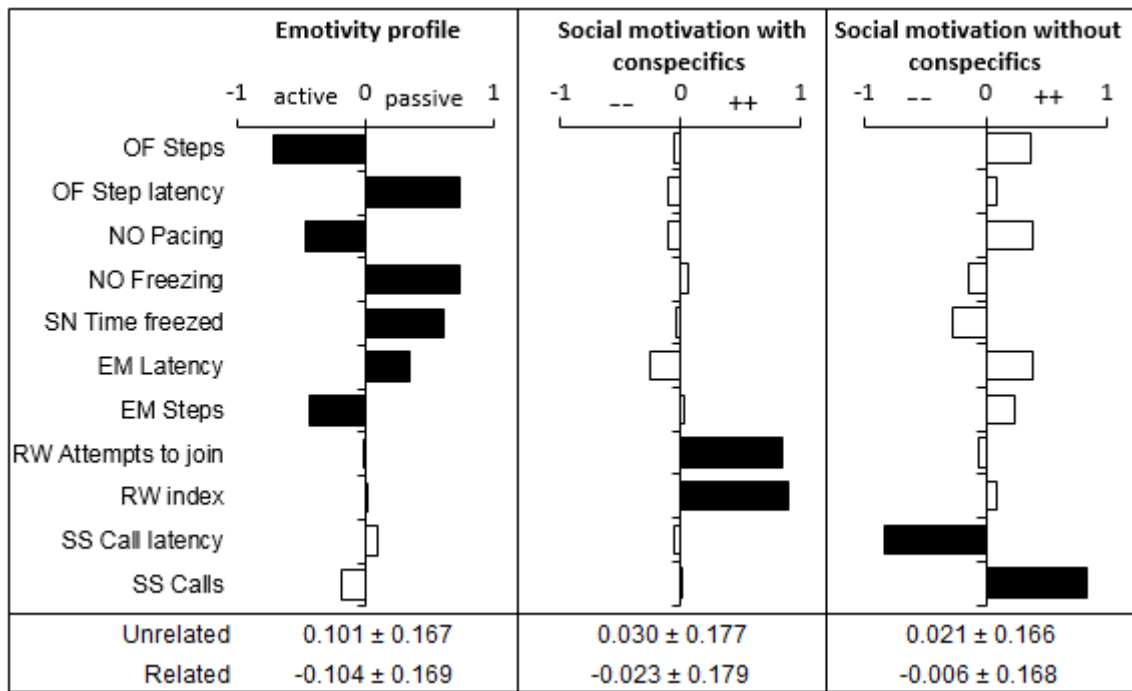 Emotivity profile
Social motivation with
conspecifics
Social motivation without
conspecifics
-1 active 0 passive 1
-1 -- 0 ++ 1
-1 -- 0 ++ 1
OF Steps
OF Step latency
NO Pacing
NO Freezing
SN Time freezed
EM Latency
EM Steps
RW Attempts to join
RW index
SS Call latency
SS Calls
Unrelated 0.101 ± 0.167 0.030 ± 0.177 0.021 ± 0.166
Related -0.104 ± 0.169 -0.023 ± 0.179 -0.006 ± 0.168